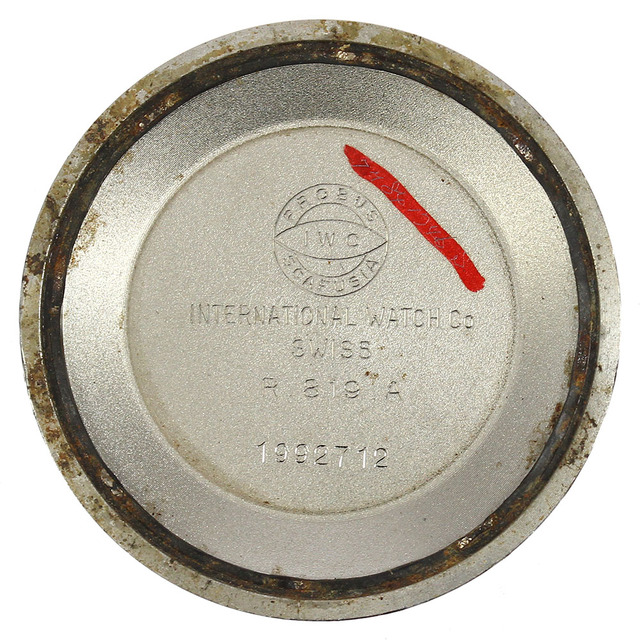 PROBUS
IWC
SCAFUSIA
INTERNATIONAL WATCH Co
SWISS
R 819 A
1992712